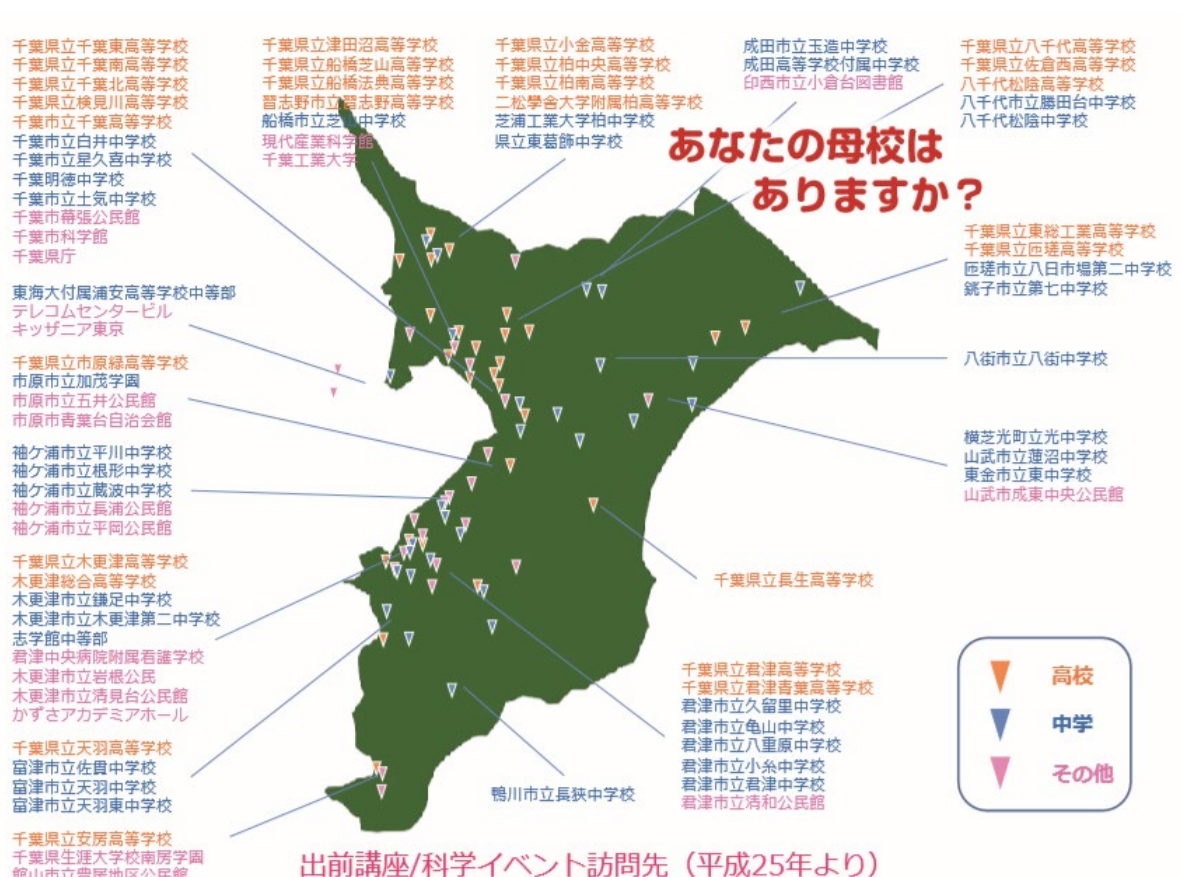 千葉県立千葉東高等学校
千葉県立千葉南高等学校
千葉県立千葉北高等学校
千葉県立検見川高等学校
千葉市立千葉高等学校
千葉市立白井中学校
千葉市立星久喜中学校
千葉明徳中学校
千葉市立土気中学校
千葉市幕張公民館
千葉市科学館
千葉県庁
東海大付属浦安高等学校中等部
テレコムセンタービル
キッザニア東京
千葉県立市原緑高等学校
市原市立加茂学園
市原市立五井公民館
市原市青葉台自治会館
袖ケ浦市立平川中学校
袖ケ浦市立根形中学校
袖ケ浦市立蔵波中学校
袖ケ浦市立長浦公民館
袖ケ浦市立平岡公民館
千葉県立木更津高等学校
木更津総合高等学校
木更津市立鎌足中学校
木更津市立木更津第二中学校
志学館中等部
君津中央病院附属看護学校
木更津市立岩根公民
木更津市立清見台公民館
かずさアカデミアホール
千葉県立天羽高等学校
富津市立佐貫中学校
富津市立天羽中学校
富津市立天羽東中学校
千葉県立安房高等学校
千葉県生涯大学校南房学園
館山市立豊房地区公民館
千葉県立津田沼高等学校
千葉県立船橋芝山高等学校
千葉県立船橋法典高等学校
習志野市立習志野高等学校
船橋市立芝山中学校
現代産業科学館
千葉工業大学
千葉県立小金高等学校
千葉県立柏中央高等学校
千葉県立柏南高等学校
二松學舎大学附属柏高等学校
芝浦工業大学柏中学校
県立東葛飾中学校
成田市立玉造中学校
成田高等学校付属中学校
印西市立小倉台図書館
千葉県立八千代高等学校
千葉県立佐倉西高等学校
八千代松陰高等学校
八千代市立勝田台中学校
八千代松陰中学校
あなたの母校は
ありますか？
千葉県立東総工業高等学校
千葉県立匝瑳高等学校
匝瑳市立八日市場第二中学校
銚子市立第七中学校
八街市立八街中学校
横芝光町立光中学校
山武市立蓮沼中学校
東金市立東中学校
山武市成東中央公民館
千葉県立長生高等学校
千葉県立君津高等学校
千葉県立君津青葉高等学校
君津市立久留里中学校
君津市立亀山中学校
君津市立八重原中学校
君津市立小糸中学校
君津市立君津中学校
君津市立清和公民館
鴨川市立長狭中学校
高校
中学
その他
出前講座/科学イベント訪問先（平成25年より）